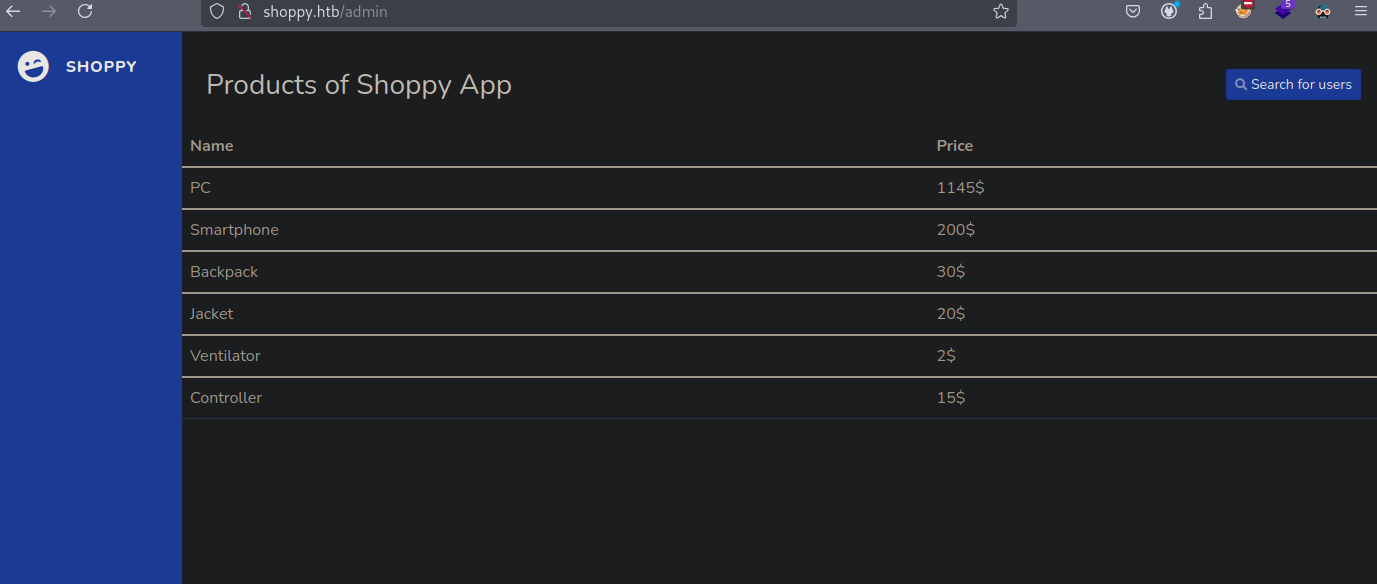 shoppy.htb/admin
5
SHOPPY
Products of Shoppy App
Search for users
Name Price
PC 1145$
Smartphone 200$
Backpack 30$
Jacket 20$
Ventilator 2$
Controller 15$